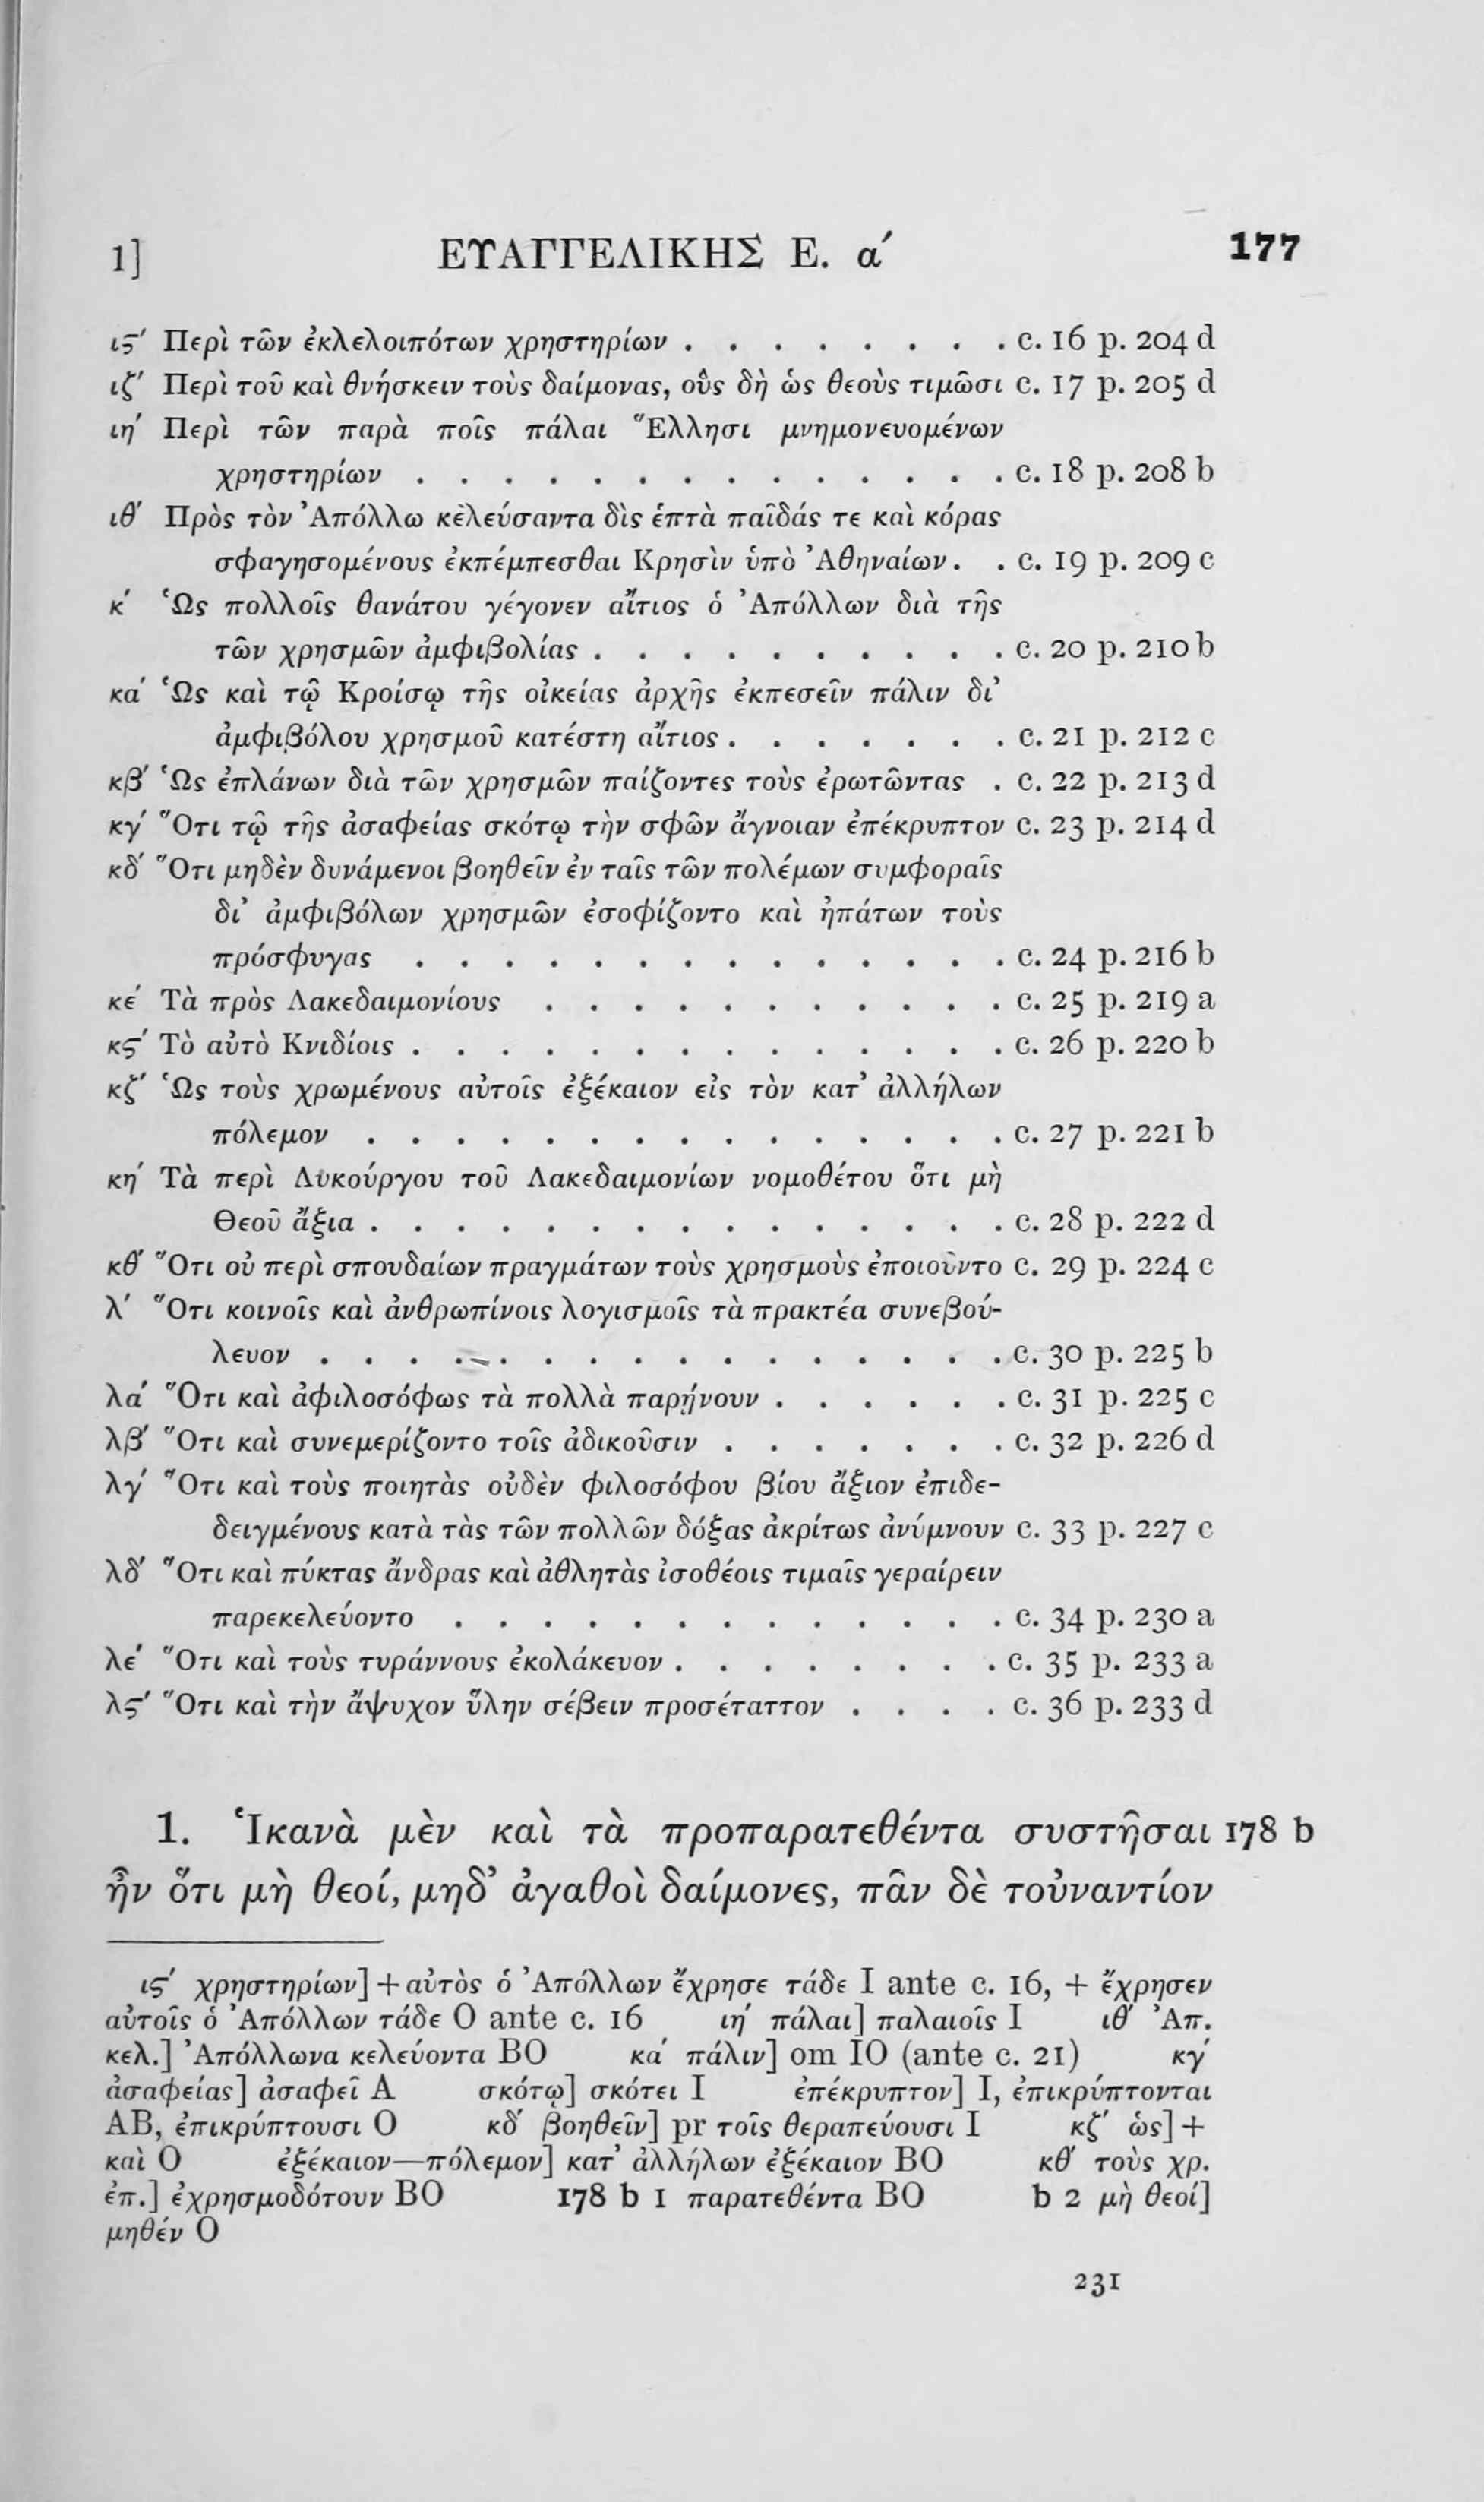 1] ΕΥΑΓΓΕΛΙΚΗΣ Ε. α´ 177
ιϛ´ Περὶ τῶν ἐκλελοιπότων χρηστηρίων . . . . . . . . c. 16 p. 204 d
ιζ´ Περὶ τοῦ καὶ θνήσκειν τοὺς δαίμονας, οὓς δὴ ὡς θεοὺς τιμῶσι c. 17 p. 205 d
ιη´ Περὶ τῶν παρὰ ποῖς πάλαι Ἕλλησι μνημονευομένων
χρηστηρίων . . . . . . . . . . . . . . c. 18 p. 208 b
ιθ´ Πρὸς τὸν Ἀπόλλω κελεύσαντα δὶς ἑπτὰ παῖδάς τε καὶ κόρας
σφαγησομένους ἐκπέμπεσθαι Κρησὶν ὑπὸ Ἀθηναίων . . c. 19 p. 209 c
κ´ Ὡς πολλοῖς θανάτου γέγονεν αἴτιος ὁ Ἀπόλλων διὰ τῆς
τῶν χρησμῶν ἀμφιβολίας . . . . . . . . . . c. 20 p. 210 b
κα´ Ὡς καὶ τῷ Κροίσῳ τῆς οἰκείας ἀρχῆς ἐκπεσεῖν πάλιν δι’
ἀμφιβόλου χρησμοῦ κατέστη αἴτιος . . . . . . . c. 21 p. 212 c
κβ´ Ὡς ἐπλάνων διὰ τῶν χρησμῶν παίζοντες τοὺς ἐρωτῶντας . c. 22 p. 213 d
κγ´ Ὅτι τῷ τῆς ἀσαφείας σκότῳ τὴν σφῶν ἄγνοιαν ἐπέκρυπτον c. 23 p. 214 d
κδ´ Ὅτι μηδὲν δυνάμενοι βοηθεῖν ἐν ταῖς τῶν πολέμων συμφοραῖς
δι’ ἀμφιβόλων χρησμῶν ἐσοφίζοντο καὶ ἠπάτων τοὺς
πρόσφυγας . . . . . . . . . . . . . . c. 24 p. 216 b
κε´ Τὰ πρὸς Λακεδαιμονίους . . . . . . . . . . . c. 25 p. 219 a
κϛ´ Τὸ αὐτὸ Κνιδίοις . . . . . . . . . . . . . . c. 26 p. 220 b
κζ´ Ὡς τοὺς χρωμένους αὐτοῖς ἐξέκαιον εἰς τὸν κατ’ ἀλλήλων
πόλεμον . . . . . . . . . . . . . . . c. 27 p. 221 b
κη´ Τὰ περὶ Λυκούργου τοῦ Λακεδαιμονίων νομοθέτου ὅτι μὴ
Θεοῦ ἄξια . . . . . . . . . . . . . . . c. 28 p. 222 d
κθ´ Ὅτι οὐ περὶ σπουδαίων πραγμάτων τοὺς χρησμοὺς ἐποιοῦντο c. 29 p. 224 c
λ´ Ὅτι κοινοῖς καὶ ἀνθρωπίνοις λογισμοῖς τὰ πρακτέα συνεβού-
λευον . . . . . . . . . . . . . . . . c. 30 p. 225 b
λα´ Ὅτι καὶ ἀφιλοσόφως τὰ πολλὰ παρῄνουν . . . . . . c. 31 p. 225 c
λβ´ Ὅτι καὶ συνεμερίζοντο τοῖς ἀδικοῦσιν . . . . . . . c. 32 p. 226 d
λγ´ Ὅτι καὶ τοὺς ποιητὰς οὐδὲν φιλοσόφου βίου ἄξιον ἐπιδε-
δειγμένους κατὰ τὰς τῶν πολλῶν δόξας ἀκρίτως ἀνύμνουν c. 33 p. 227 c
λδ´ Ὅτι καὶ πύκτας ἄνδρας καὶ ἀθλητὰς ἰσοθέοις τιμαῖς γεραίρειν
παρεκελεύοντο . . . . . . . . . . . . . c. 34 p. 230 a
λε´ Ὅτι καὶ τοὺς τυράννους ἐκολάκευον . . . . . . . . c. 35 p. 233 a
λϛ´ Ὅτι καὶ τὴν ἄψυχον ὕλην σέβειν προσέταττον . . . . c. 36 p. 233 d
1. Ἱκανὰ μὲν καὶ τὰ προπαρατεθέντα συστῆσαι 178 b
ἦν ὅτι μὴ θεοί, μηδ’ ἀγαθοὶ δαίμονες, πᾶν δὲ τοὐναντίον
ιϛ´ χρηστηρίων] + αὐτὸς ὁ Ἀπόλλων ἔχρησε τάδε I ante c. 16, + ἔχρησεν
αὐτοῖς ὁ Ἀπόλλων τάδε O ante c. 16 ιη´ πάλαι] παλαιοῖς I ιθ´ Ἀπ.
κελ.] Ἀπόλλωνα κελεύοντα BO κα´ πάλιν] om IO (ante c. 21) κγ´
ἀσαφείας] ἀσαφεῖ A σκότῳ] σκότει I ἐπέκρυπτον] I, ἐπικρύπτονται
AB, ἐπικρύπτουσι O κδ´ βοηθεῖν] pr τοῖς θεραπεύουσι I κζ´ ὡς] +
καὶ O ἐξέκαιον—πόλεμον] κατ’ ἀλλήλων ἐξέκαιον BO κθ´ τοὺς χρ.
ἐπ.] ἐχρησμοδότουν BO 178 b 1 παρατεθέντα BO b 2 μὴ θεοί]
μηθέν O
231